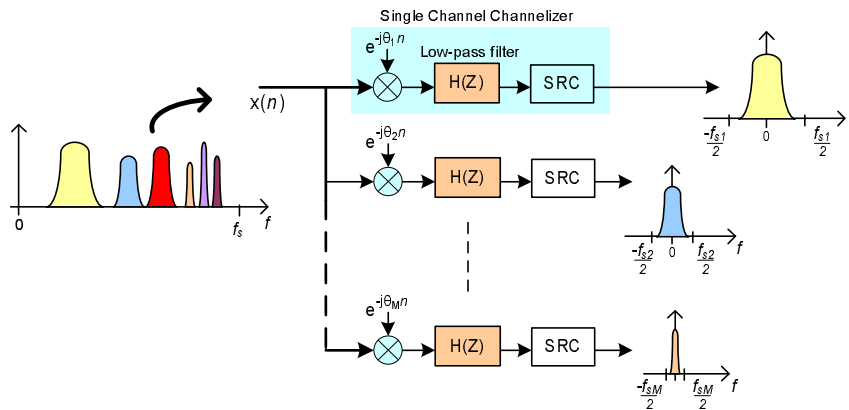 Single Channel Channelizer
e^-jθ₁n
Low-pass filter
x(n)
H(Z)
SRC
-fs1/2
0
fs1/2
e^-jθ₂n
H(Z)
SRC
0
fs
f
-fs2/2
0
fs2/2
f
e^-jθMn
H(Z)
SRC
-fsM/2
fsM/2
f